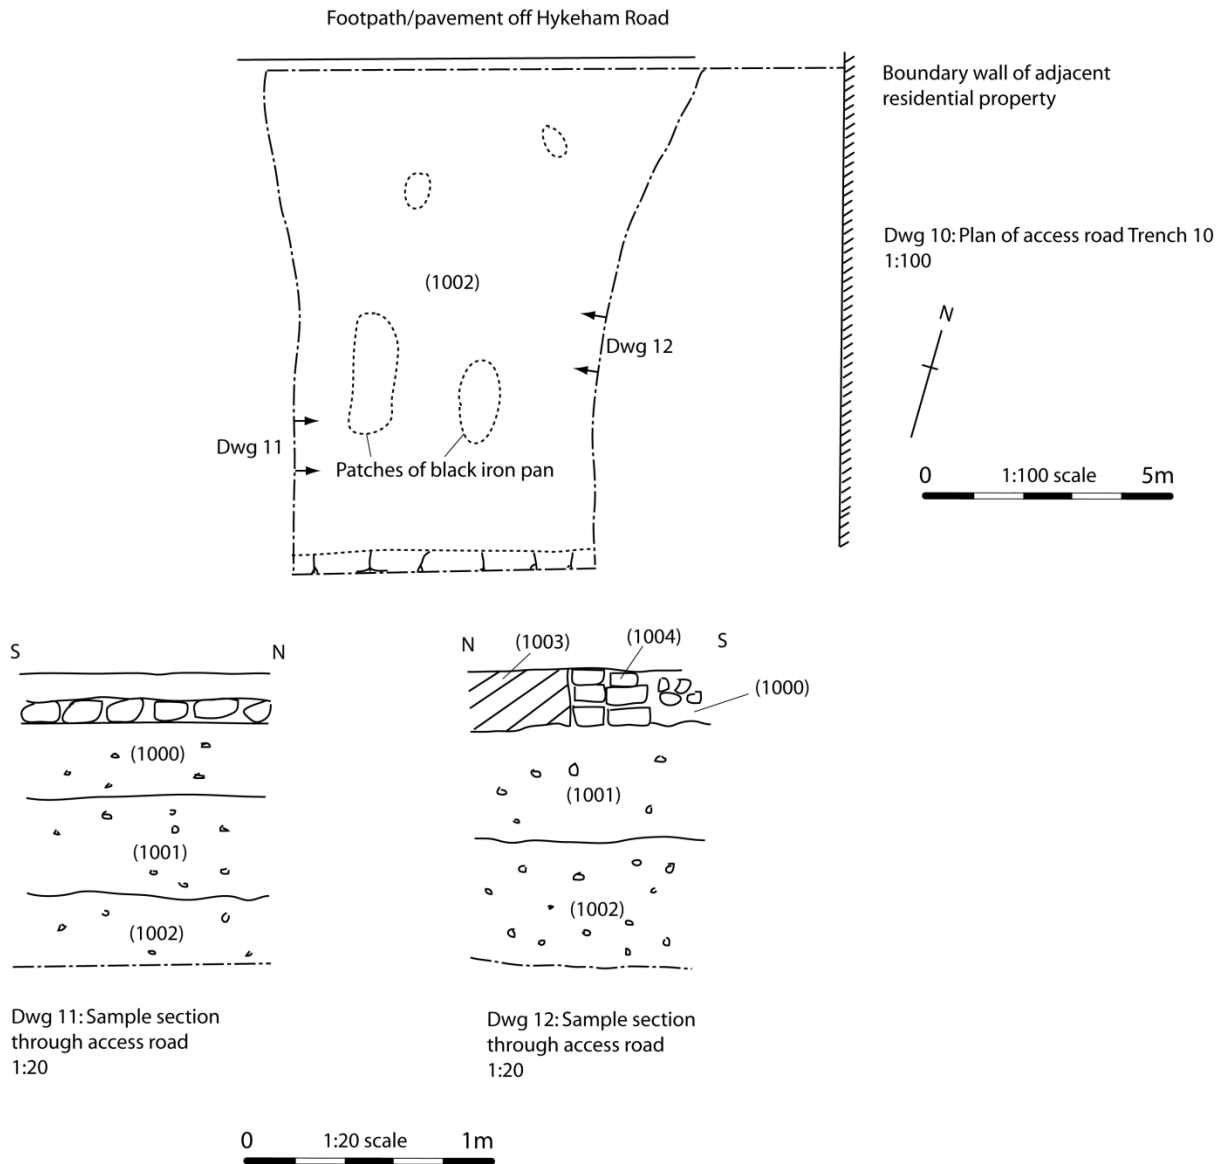 Footpath/pavement off Hykeham Road
Boundary wall of adjacent
residential property
Dwg 10: Plan of access road Trench 10
1:100
N
0 1:100 scale 5m
(1002)
Dwg 12
Dwg 11
Patches of black iron pan
S N
(1000)
(1001)
(1002)
Dwg 11: Sample section
through access road
1:20
N (1003) (1004) S
(1000)
(1001)
(1002)
Dwg 12: Sample section
through access road
1:20
0 1:20 scale 1m